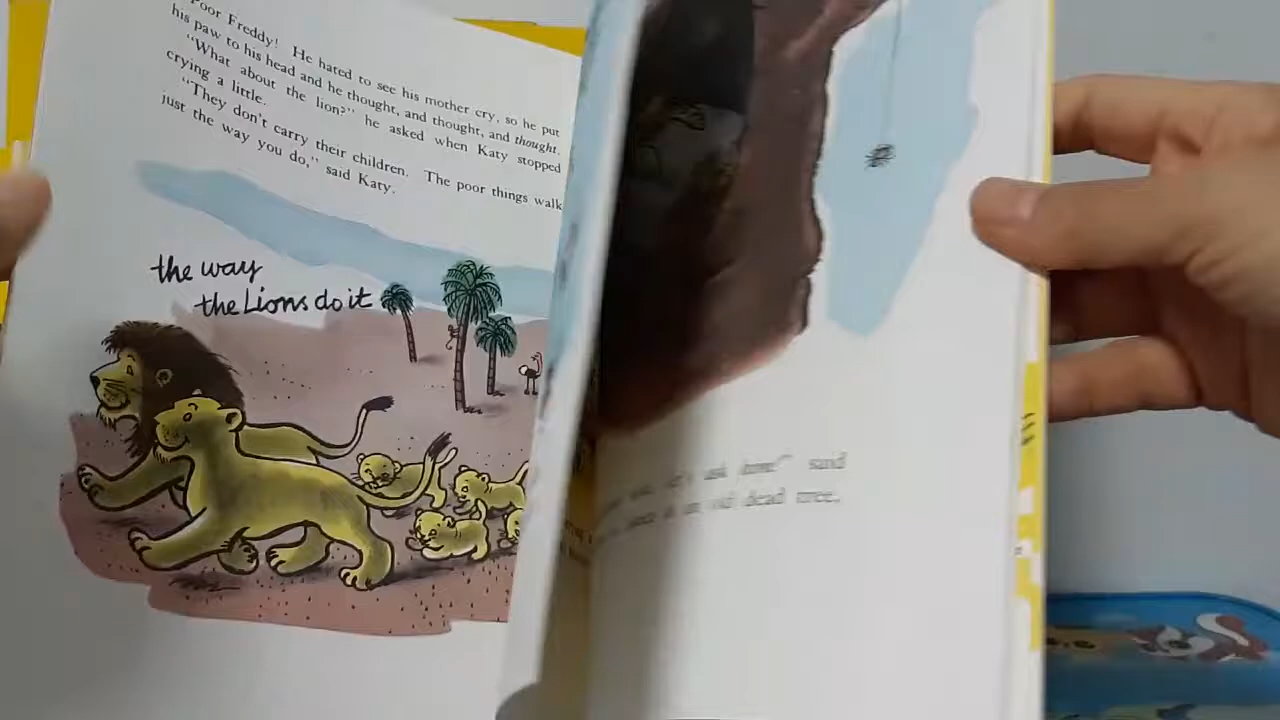 Poor Freddy! He hated to see his mother cry, so he put
his paw to his head and he thought, and thought, and thought.
"What about the lion?" he asked when Katy stopped
crying a little.
"They don't carry their children. The poor things walk
just the way you do," said Katy.
the way
the Lions do it
ask said
old dead tree.